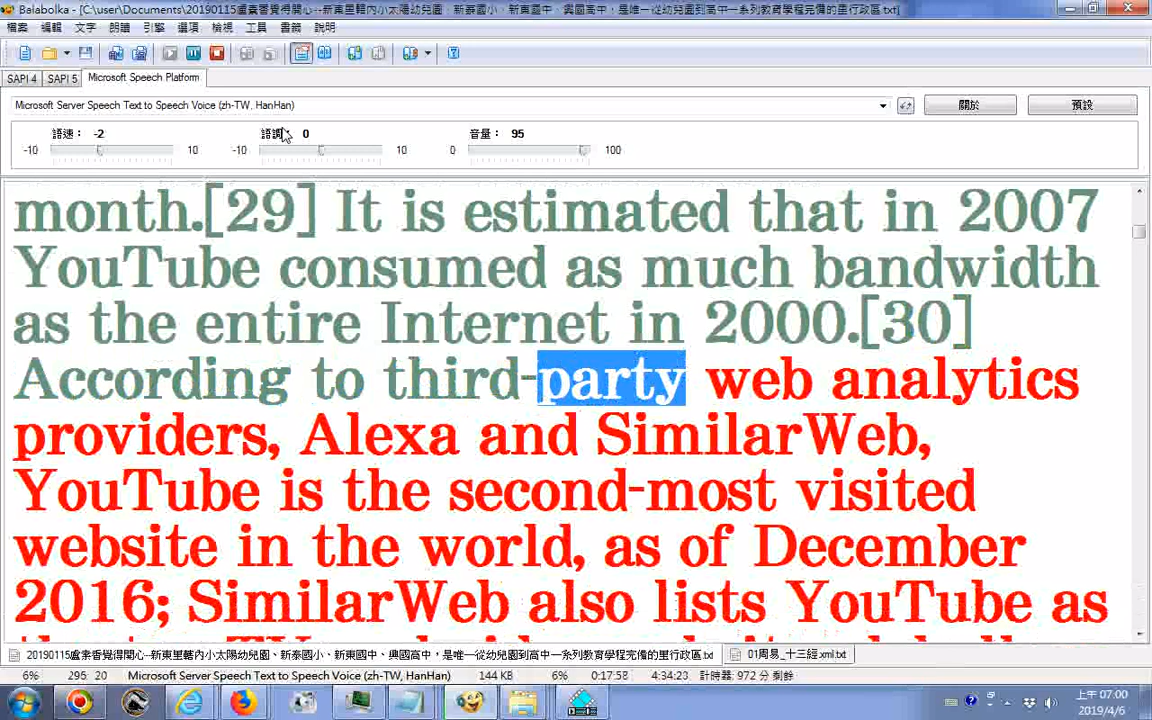 Balabolka - [C:\user\Documents\20190115盧素香覺得開心--新東里轄內小太陽幼兒園、新泰國小、新東國中、興國高中，是唯一從幼兒園到高中一系列教育學程完備的里行政區.txt]
檔案 編輯 文字 朗讀 引擎 選項 檢視 工具 書籤 說明
SAPI 4 SAPI 5 Microsoft Speech Platform
Microsoft Server Speech Text to Speech Voice (zh-TW, HanHan) 關於 預設
語速： -2 語調： 0 音量： 95
-10 10 -10 10 0 100
month.[29] It is estimated that in 2007
YouTube consumed as much bandwidth
as the entire Internet in 2000.[30]
According to third-party web analytics
providers, Alexa and SimilarWeb,
YouTube is the second-most visited
website in the world, as of December
2016; SimilarWeb also lists YouTube as
20190115盧素香覺得開心--新東里轄內小太陽幼兒園、新泰國小、新東國中、興國高中，是唯一從幼兒園到高中一系列教育學程完備的里行政區.txt 01周易_十三經.xml.txt
6% 295: 20 Microsoft Server Speech Text to Speech Voice (zh-TW, HanHan) 144 KB 6% 0:17:58 4:34:23 計時器: 972 分 剩餘
上午 07:00
2019/4/6